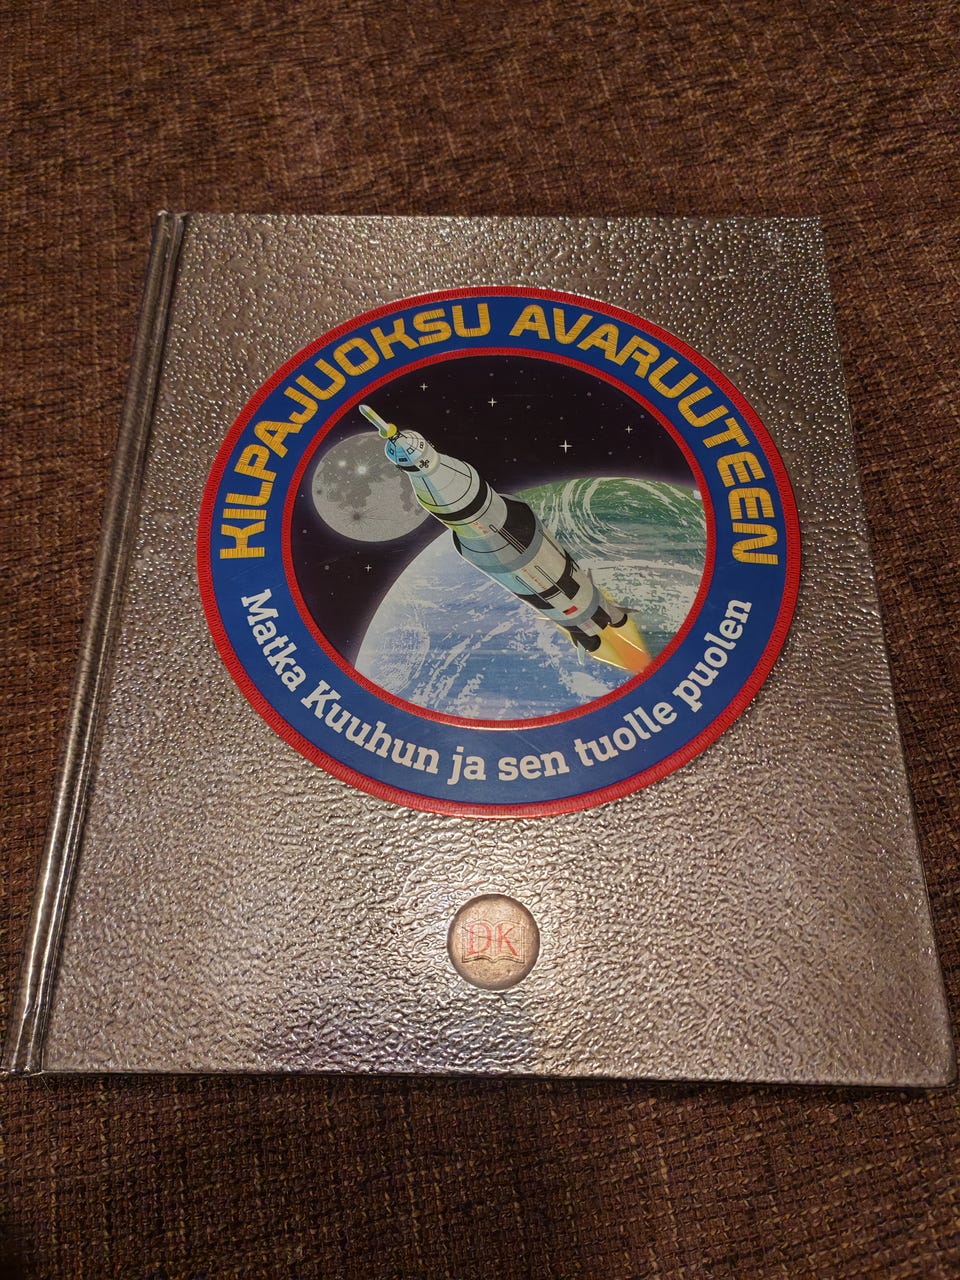 KILPAJUOKSU AVARUUTEEN
Matka Kuuhun ja sen tuolle puolen
DK